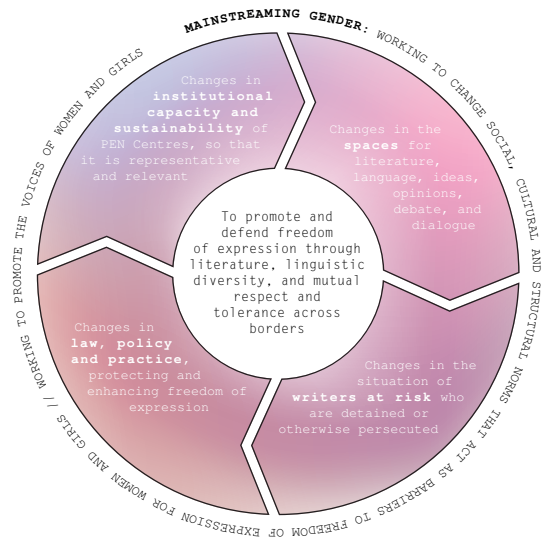 MAINSTREAMING GENDER: WORKING TO CHANGE SOCIAL, CULTURAL AND STRUCTURAL NORMS THAT ACT AS BARRIERS TO FREEDOM OF EXPRESSION FOR WOMEN AND GIRLS // WORKING TO PROMOTE THE VOICES OF WOMEN AND GIRLS
Changes in
institutional
capacity and
sustainability of
PEN Centres, so that
it is representative
and relevant
Changes in the
spaces for
literature,
language, ideas,
opinions,
debate, and
dialogue
To promote and
defend freedom
of expression through
literature, linguistic
diversity, and mutual
respect and
tolerance across
borders
Changes in
law, policy
and practice,
protecting and
enhancing freedom of
expression
Changes in the
situation of
writers at risk who
are detained or
otherwise persecuted